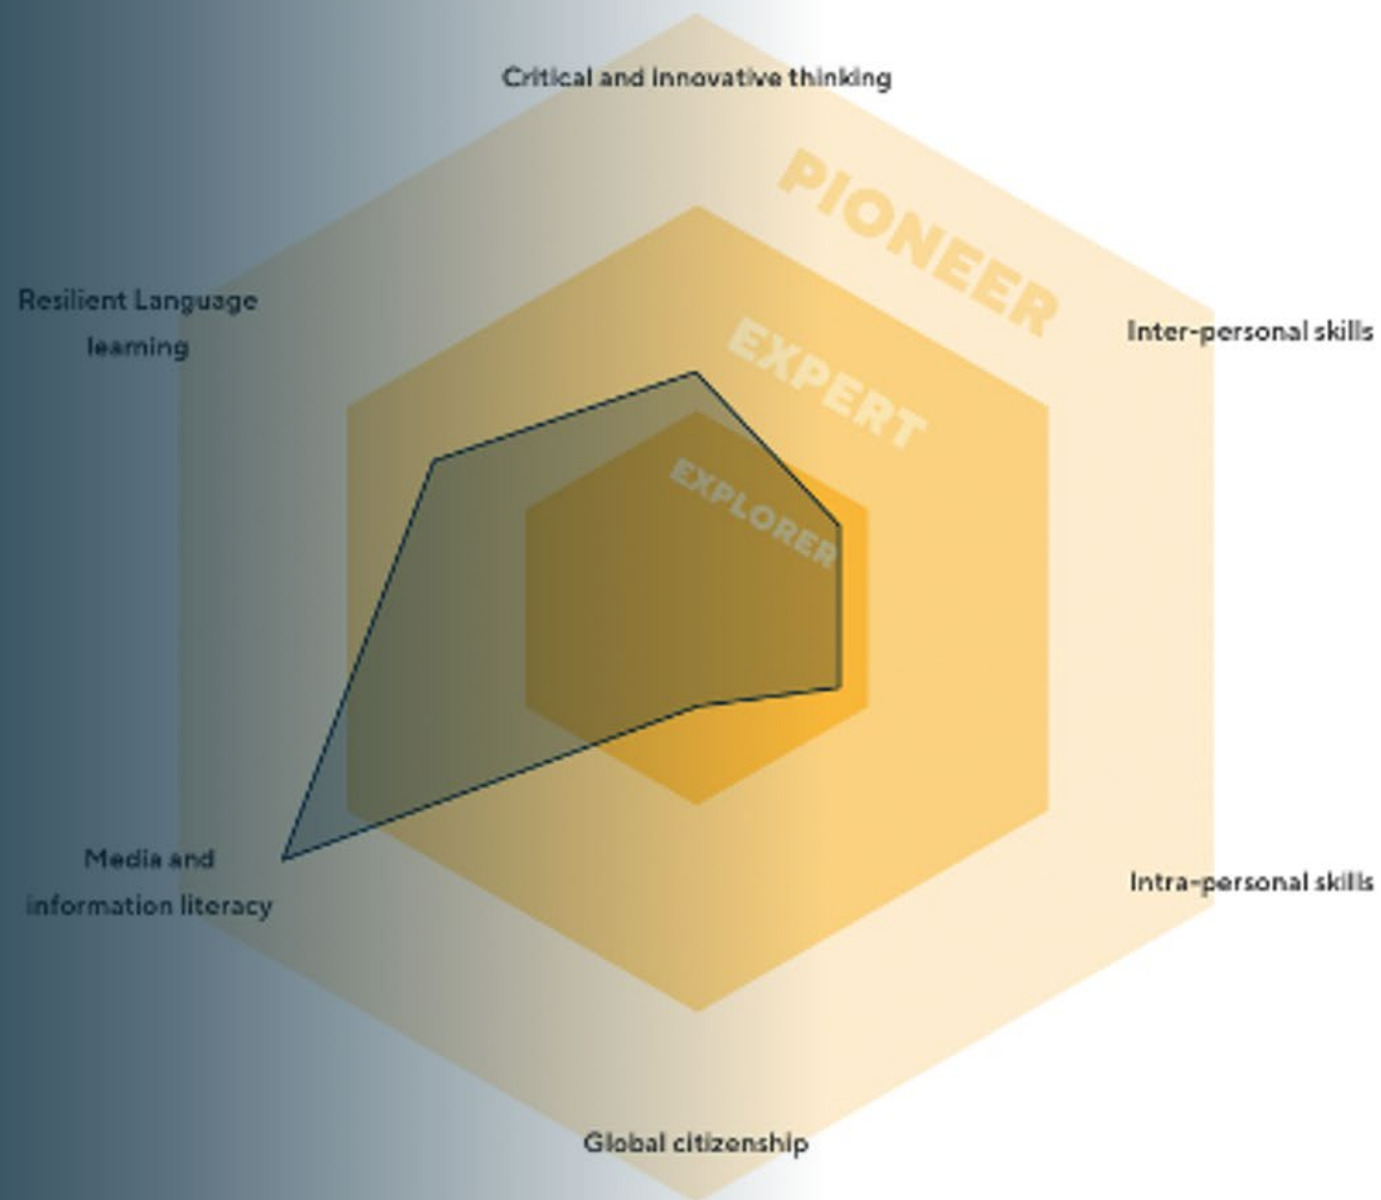 Critical and innovative thinking
PIONEER
Resilient Language
learning
Inter-personal skills
EXPERT
EXPLORER
Media and
information literacy
Intra-personal skills
Global citizenship